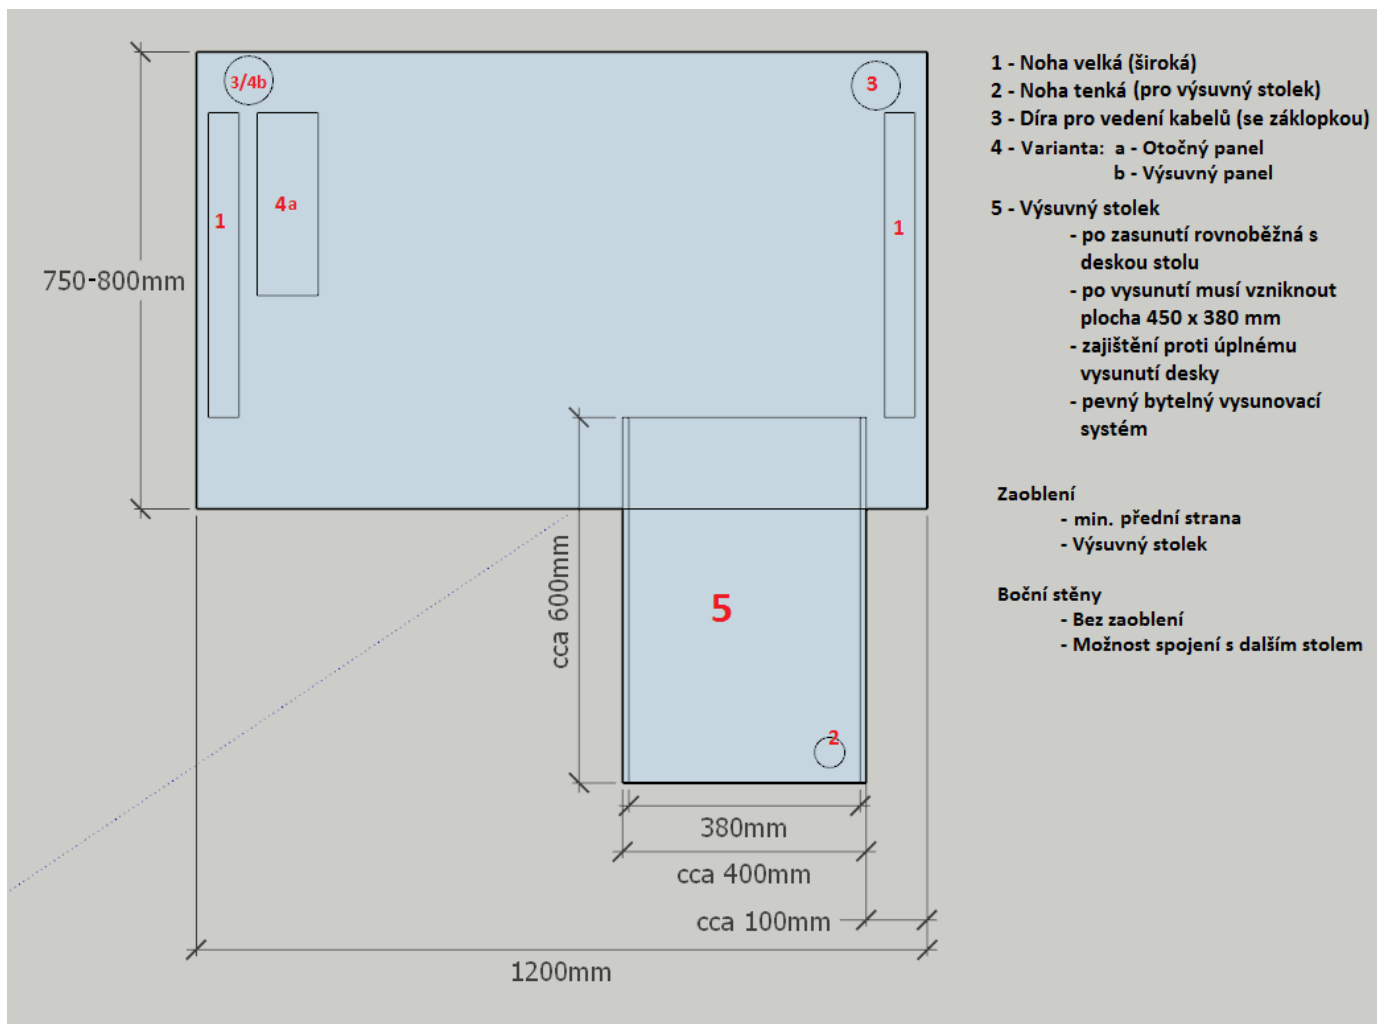 3/4b
3
1 - Noha velká (široká)
2 - Noha tenká (pro výsuvný stolek)
3 - Díra pro vedení kabelů (se záklopkou)
4 - Varianta: a - Otočný panel
b - Výsuvný panel
4a
1
1
5 - Výsuvný stolek
- po zasunutí rovnoběžná s
deskou stolu
- po vysunutí musí vzniknout
plocha 450 x 380 mm
- zajištění proti úplnému
vysunutí desky
- pevný bytelný vysunovací
systém
750-800mm
Zaoblení
- min. přední strana
- Výsuvný stolek
Boční stěny
- Bez zaoblení
- Možnost spojení s dalším stolem
cca 600mm
5
2
380mm
cca 400mm
cca 100mm
1200mm